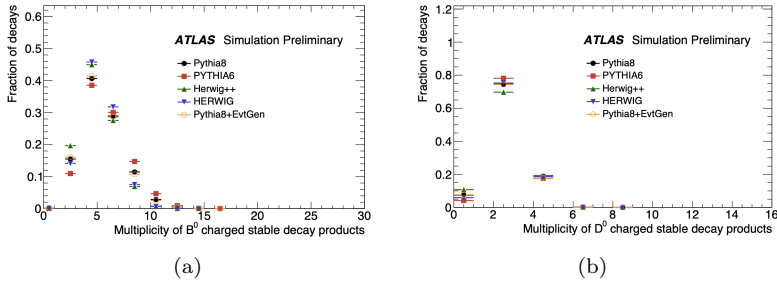 Fraction of decays
0.6
0.5
0.4
0.3
0.2
0.1
0
0 5 10 15 20 25 30
Multiplicity of B0 charged stable decay products
ATLAS Simulation Preliminary
Pythia8
PYTHIA6
Herwig++
HERWIG
Pythia8+EvtGen
(a)
Fraction of decays
1.2
1
0.8
0.6
0.4
0.2
0
0 2 4 6 8 10 12 14 16
Multiplicity of D0 charged stable decay products
ATLAS Simulation Preliminary
Pythia8
PYTHIA6
Herwig++
HERWIG
Pythia8+EvtGen
(b)